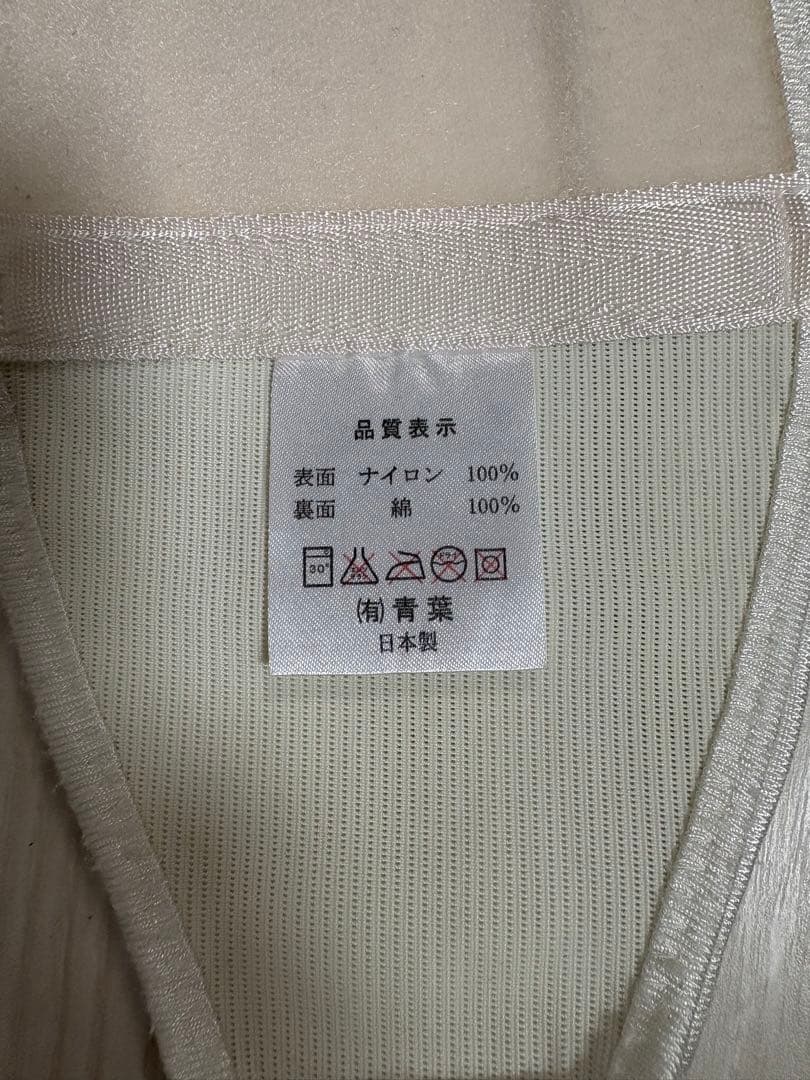 品質表示
表面 ナイロン 100%
裏面 綿 100%
30°
㈲青葉
日本製